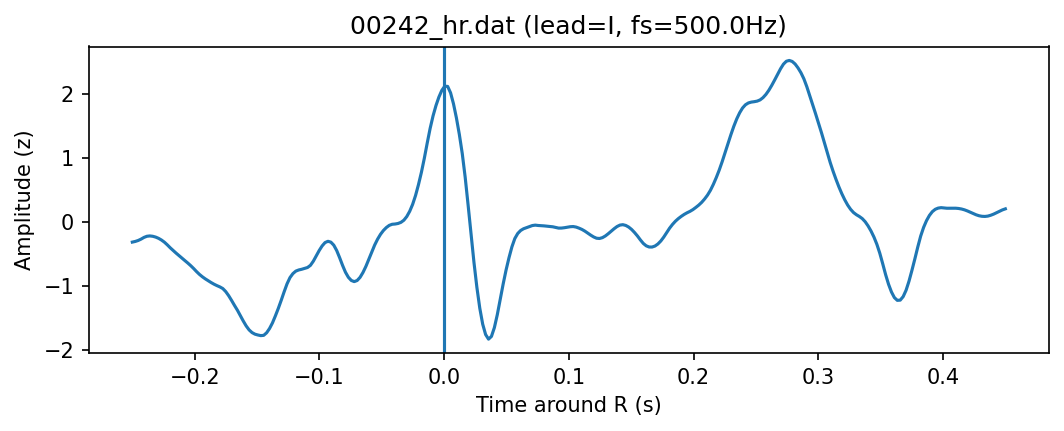 00242_hr.dat (lead=I, fs=500.0Hz)
Amplitude (z)
2
1
0
−1
−2
−0.2 −0.1 0.0 0.1 0.2 0.3 0.4
Time around R (s)